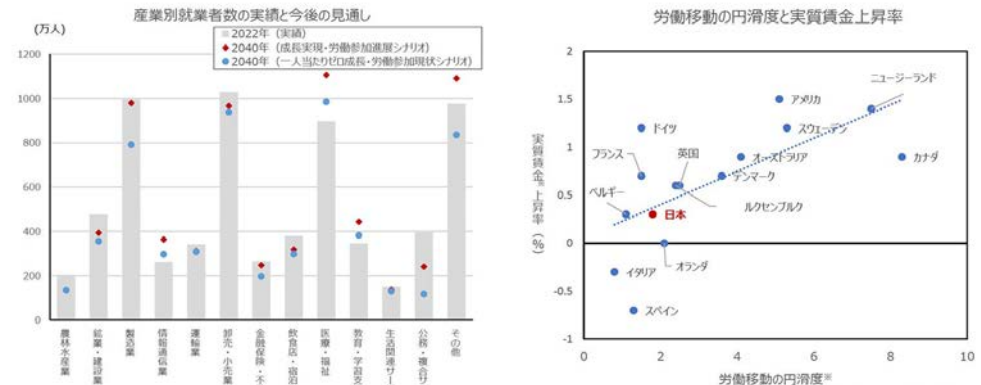 産業別就業者数の実績と今後の見通し
(万人)
2022年(実績)
2040年(成長実現・労働参加進展シナリオ)
2040年(一人当たりゼロ成長・労働参加現状シナリオ)
1200
1000
800
600
400
200
0
農林水産業
鉱業・建設業
製造業
情報通信業
運輸業
卸売・小売業
金融保険・不
飲食店・宿泊
医療・福祉
教育・学習支
生活関連サー
公務・複合サ
その他
労働移動の円滑度と実質賃金上昇率
実質賃金※上昇率(%)
2
1.5
1
0.5
0
-0.5
-1
ニュージーランド
アメリカ
ドイツ
スウェーデン
フランス
英国
オーストラリア
カナダ
デンマーク
ベルギー
ルクセンブルク
日本
オランダ
イタリア
スペイン
0
2
4
6
8
10
労働移動の円滑度※